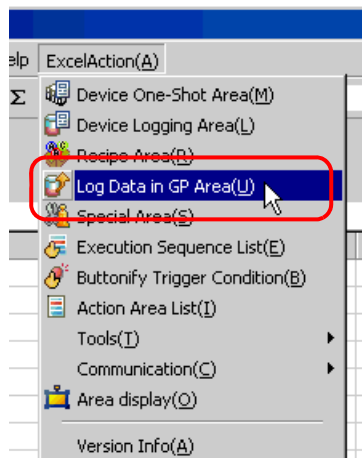 elp ExcelAction(A)
Σ Device One-Shot Area(M)
Device Logging Area(L)
Recipe Area(R)
Log Data in GP Area(U)
Special Area(S)
Execution Sequence List(E)
Buttonify Trigger Condition(B)
Action Area List(I)
Tools(T)
Communication(C)
Area display(O)
Version Info(A)